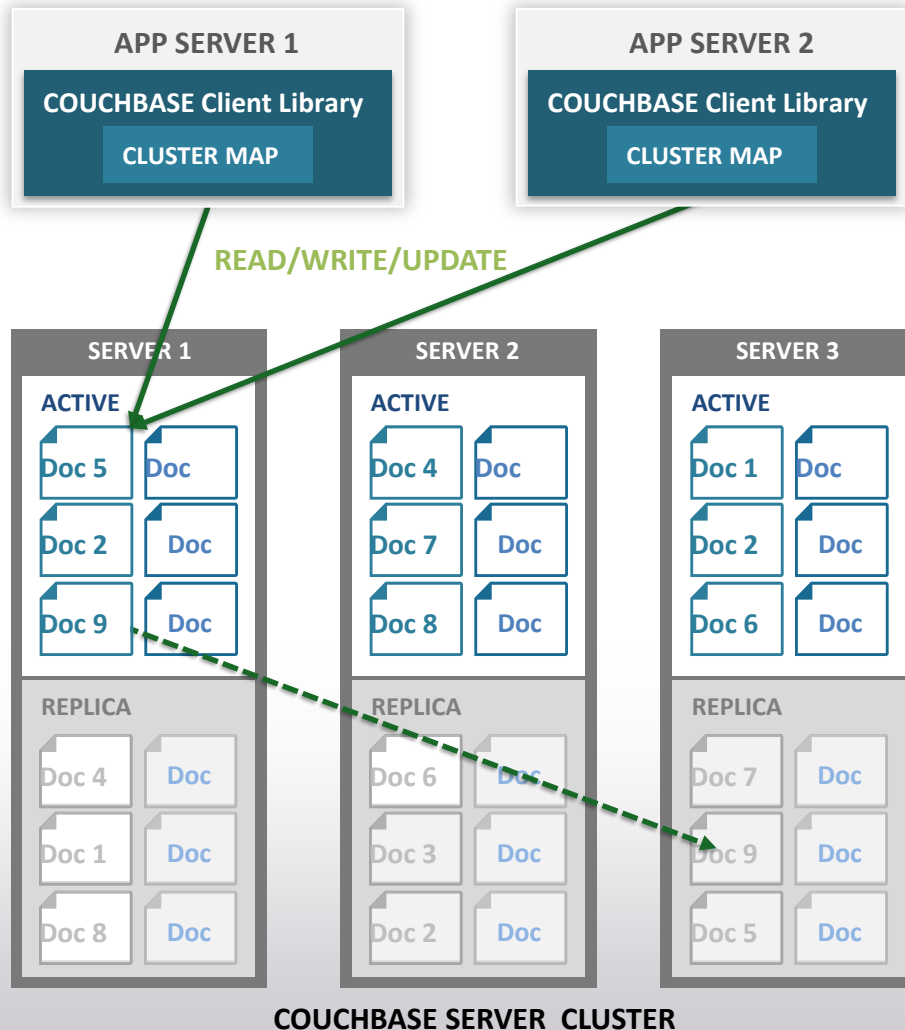 APP SERVER 1
COUCHBASE Client Library
CLUSTER MAP
APP SERVER 2
COUCHBASE Client Library
CLUSTER MAP
READ/WRITE/UPDATE
SERVER 1
ACTIVE
Doc 5 Doc
Doc 2 Doc
Doc 9 Doc
REPLICA
Doc 4 Doc
Doc 1 Doc
Doc 8 Doc
SERVER 2
ACTIVE
Doc 4 Doc
Doc 7 Doc
Doc 8 Doc
REPLICA
Doc 6 Doc
Doc 3 Doc
Doc 2 Doc
SERVER 3
ACTIVE
Doc 1 Doc
Doc 2 Doc
Doc 6 Doc
REPLICA
Doc 7 Doc
Doc 9 Doc
Doc 5 Doc
COUCHBASE SERVER CLUSTER